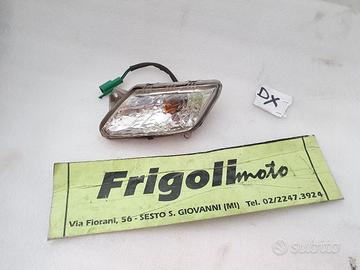 DX
Frigolimoto
Via Fiorani, 56 - SESTO S. GIOVANNI (MI) Tel. 02/2247.3924
subito